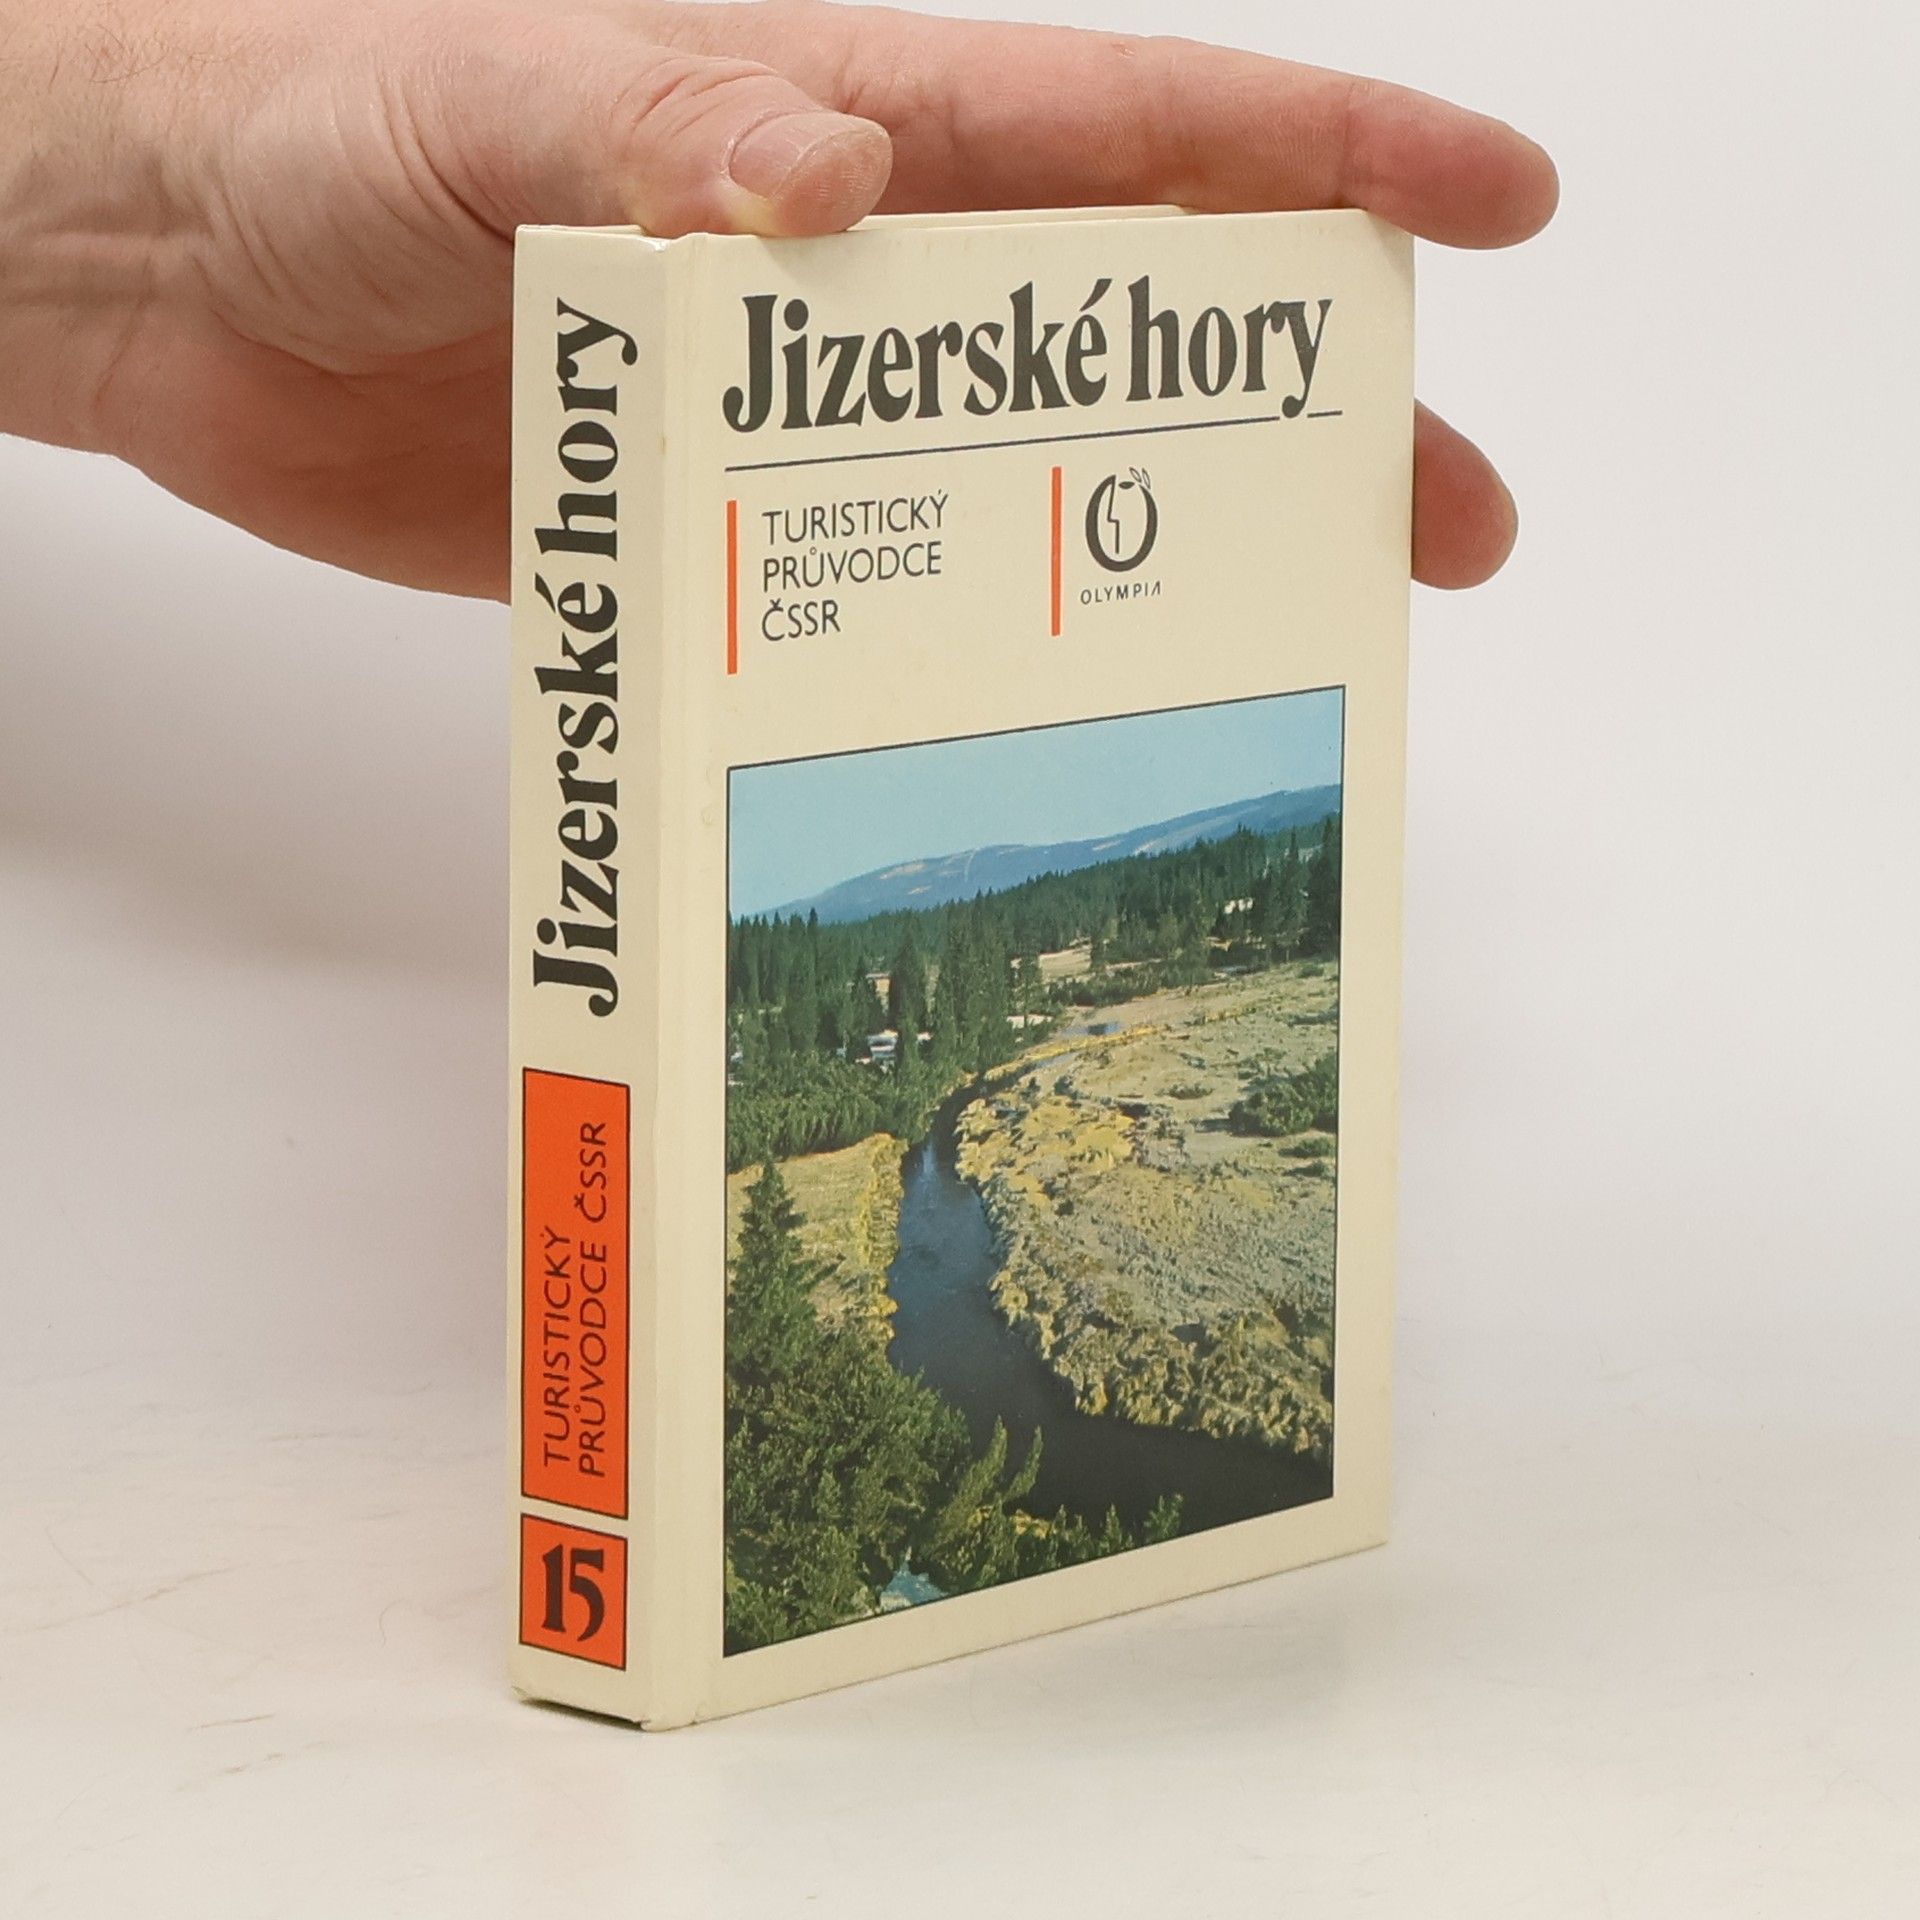 Jizerské hory
TURISTICKÝ
PRŮVODCE ČSSR
15
Jizerské hory
TURISTICKÝ
PRŮVODCE
ČSSR
OLYMPIA